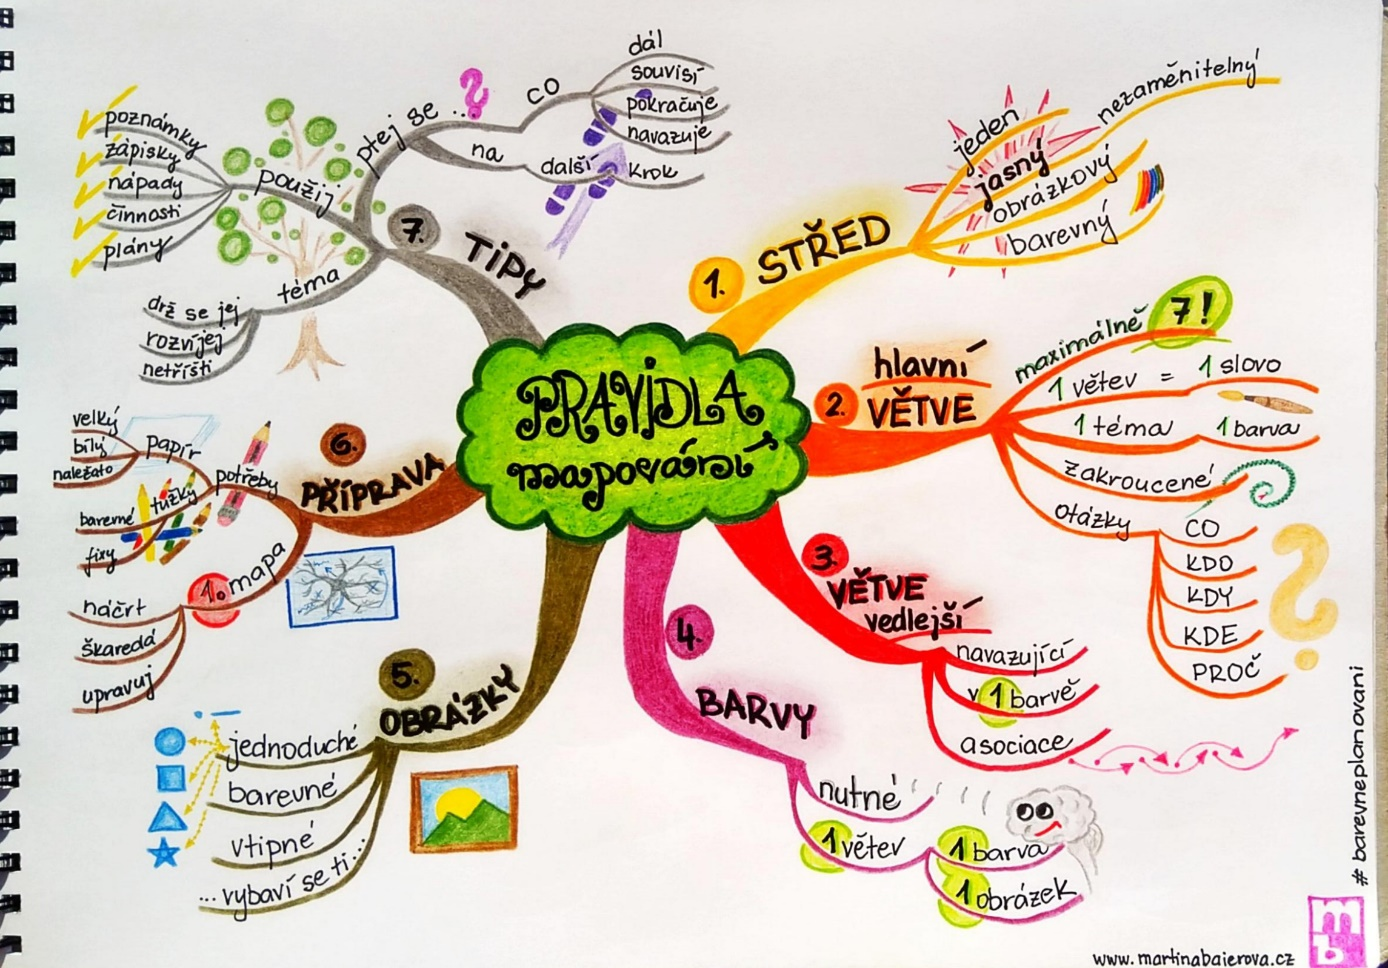 PRAVIDLA
mapování
1.
STŘED
jeden
jasný
nezaměnitelný
obrázkový
barevný
2.
hlavní
VĚTVE
maximálně 7!
1 větev = 1 slovo
1 téma 1 barva
zakroucené
otázky
CO
KDO
KDY
KDE
PROČ
3.
VĚTVE
vedlejší
navazující
v 1 barvě
asociace
4.
BARVY
nutné
1 větev
1 barva
1 obrázek
5.
OBRÁZKY
jednoduché
barevné
vtipné
... vybaví se ti...
6.
PŘÍPRAVA
potřeby
papír
velký
bílý
naležato
tužky
barevné
fixy
1. mapa
náčrt
škaredá
upravuj
7.
TiPY
ptej se ..?
co
dál
souvisí
pokračuje
navazuje
na
další
krok
použij
poznámky
zápisky
nápady
činnosti
plány
téma
drž se jej
rozvíjej
netříšti
#barevneplanovani
mb
www.martinabaierova.cz